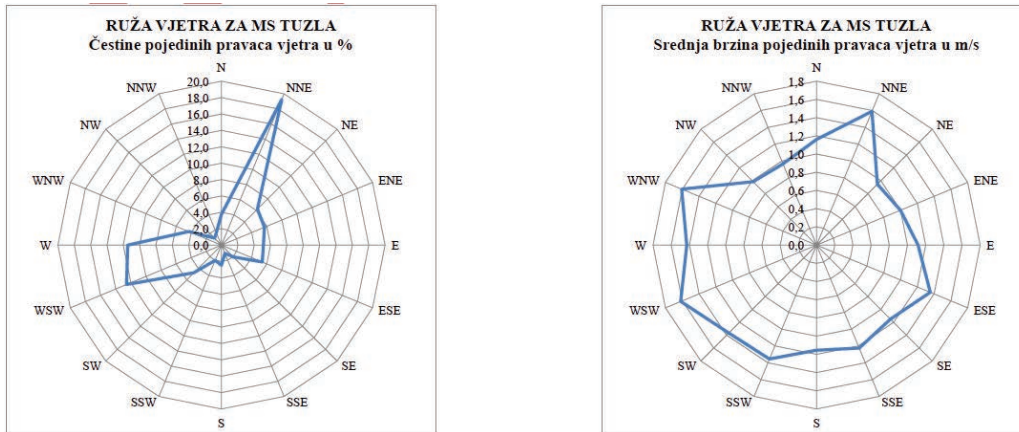 RUŽA VJETRA ZA MS TUZLA
Čestine pojedinih pravaca vjetra u %
N
NNW
NNE
NW
NE
WNW
ENE
W
E
WSW
ESE
SW
SE
SSW
SSE
S
20,0
18,0
16,0
14,0
12,0
10,0
8,0
6,0
4,0
2,0
0,0
RUŽA VJETRA ZA MS TUZLA
Srednja brzina pojedinih pravaca vjetra u m/s
N
NNW
NNE
NW
NE
WNW
ENE
W
E
WSW
ESE
SW
SE
SSW
SSE
S
1,8
1,6
1,4
1,2
1,0
0,8
0,6
0,4
0,2
0,0